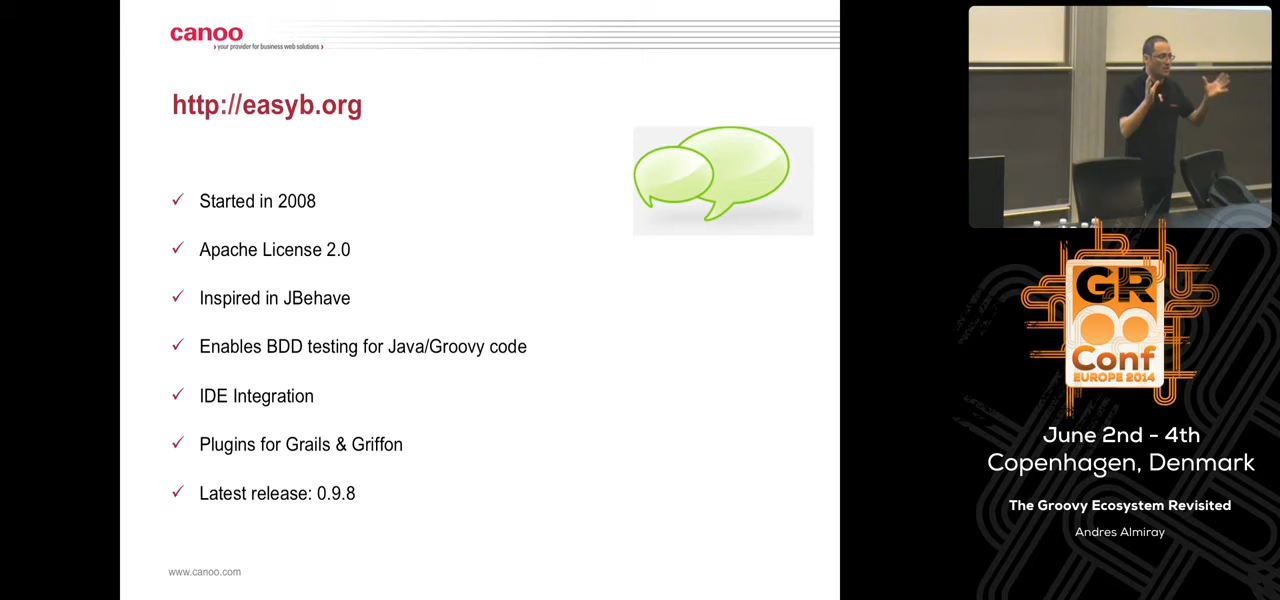 canoo
› your provider for business web solutions ›
http://easyb.org
Started in 2008
Apache License 2.0
Inspired in JBehave
Enables BDD testing for Java/Groovy code
IDE Integration
Plugins for Grails & Griffon
Latest release: 0.9.8
www.canoo.com
GR
Conf
EUROPE 2014
June 2nd - 4th
Copenhagen, Denmark
The Groovy Ecosystem Revisited
Andres Almiray